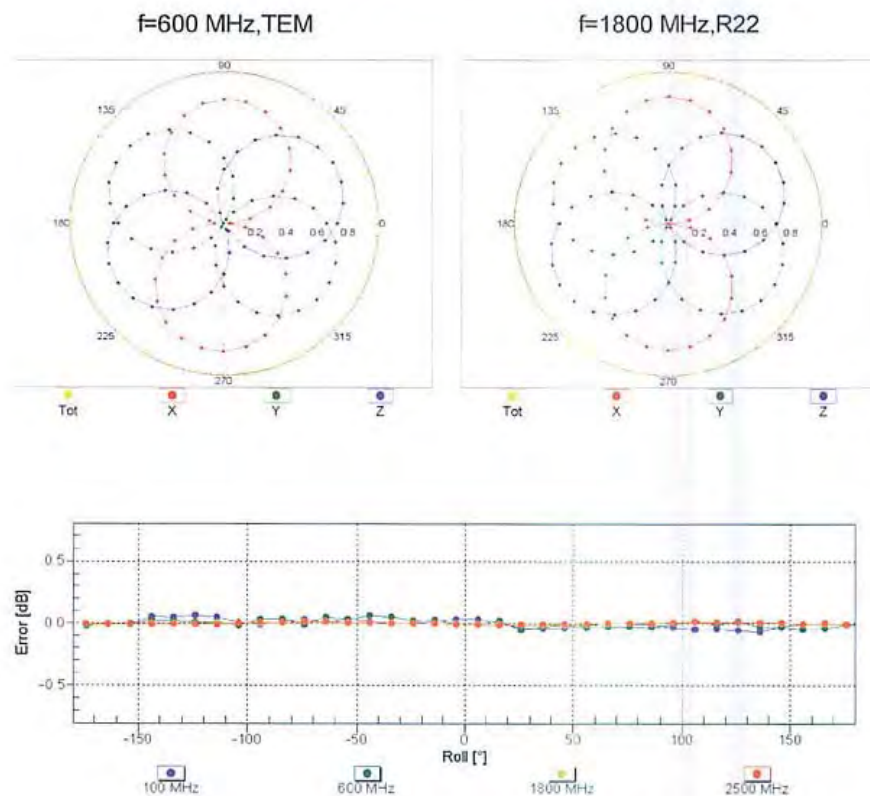 f=600 MHz,TEM
f=1800 MHz,R22
90
135
45
180
0.2 0.4 0.6 0.8
0
225
315
270
Tot X Y Z
90
135
45
180
0.2 0.4 0.6 0.8
0
225
315
270
Tot X Y Z
Error [dB]
0.5
0.0
-0.5
-150 -100 -50 0 50 100 150
Roll [°]
100 MHz 600 MHz 1800 MHz 2500 MHz